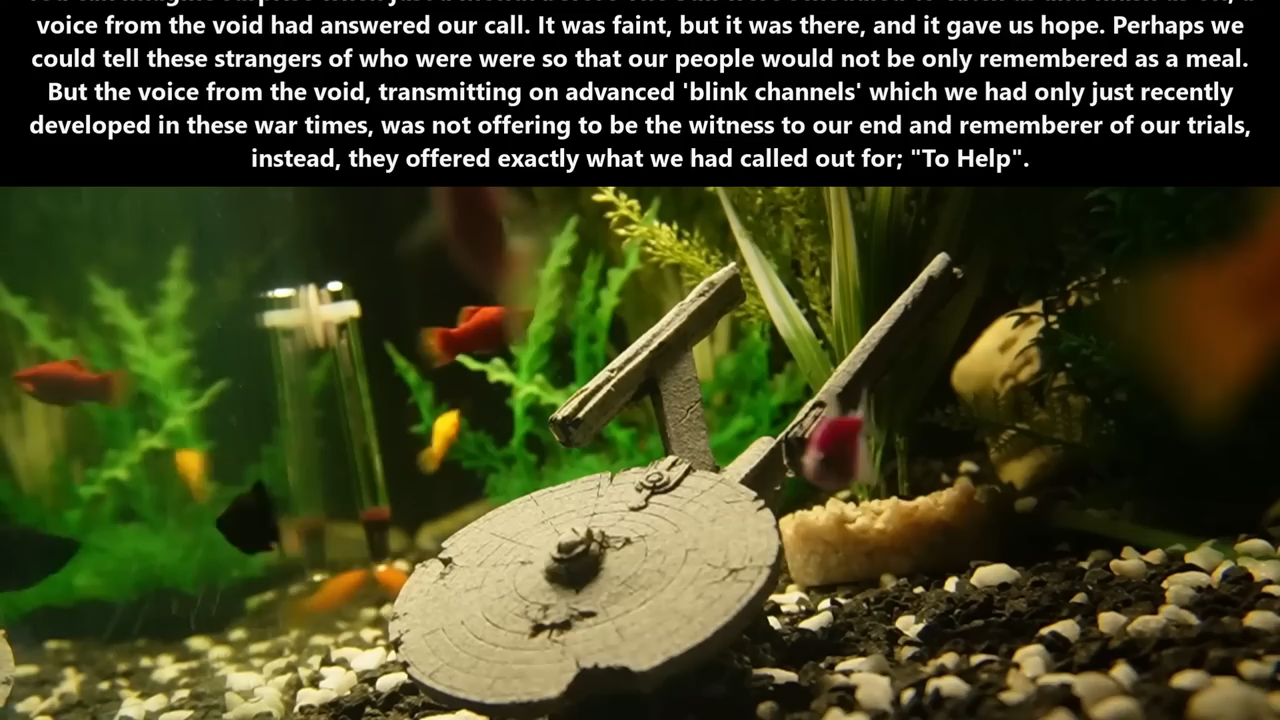 voice from the void had answered our call. It was faint, but it was there, and it gave us hope. Perhaps we
could tell these strangers of who were were so that our people would not be only remembered as a meal.
But the voice from the void, transmitting on advanced 'blink channels' which we had only just recently
developed in these war times, was not offering to be the witness to our end and rememberer of our trials,
instead, they offered exactly what we had called out for; "To Help".